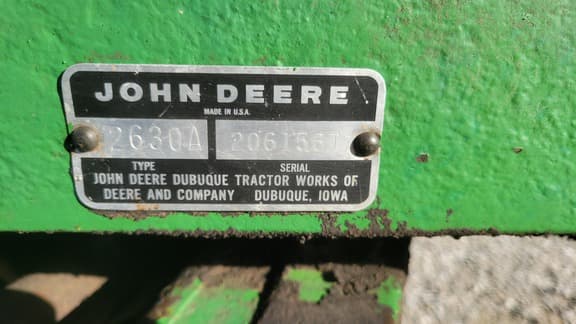 JOHN DEERE
MADE IN U.S.A.
2630A
TYPE SERIAL
JOHN DEERE DUBUQUE TRACTOR WORKS OF
DEERE AND COMPANY DUBUQUE, IOWA